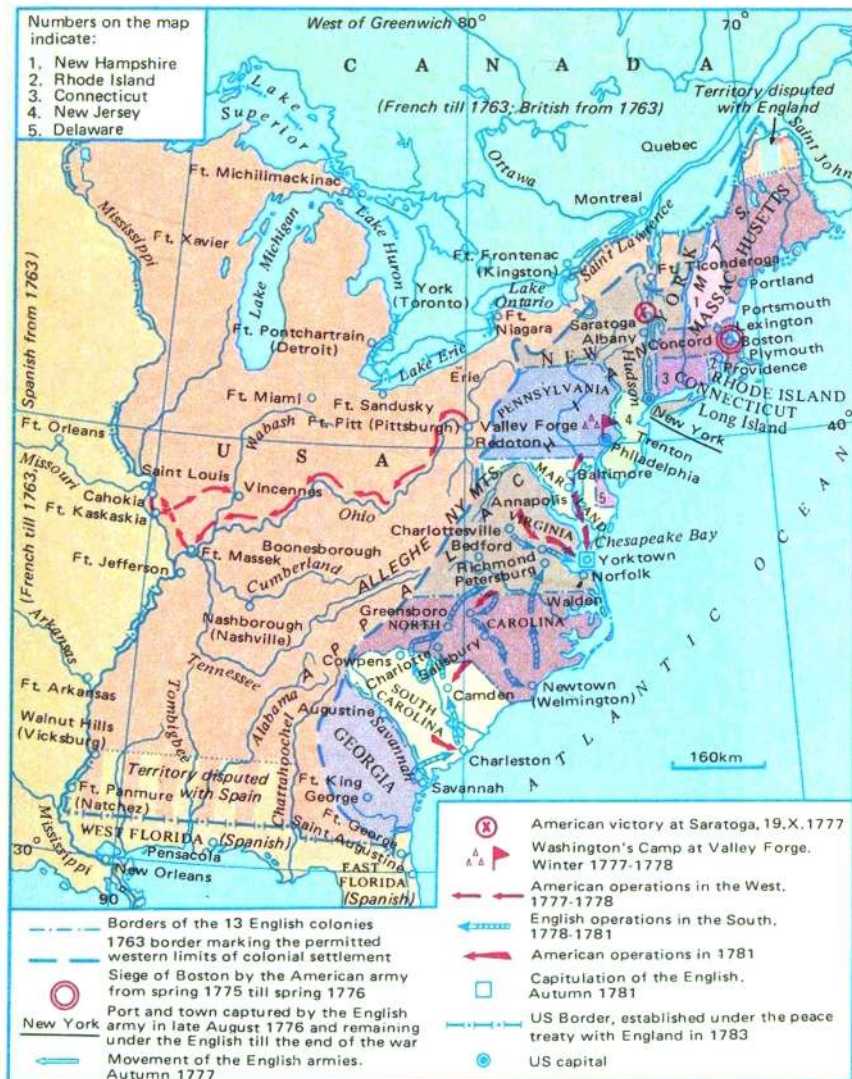 Numbers on the map
indicate:
1. New Hampshire
2. Rhode Island
3. Connecticut
4. New Jersey
5. Delaware
West of Greenwich
80°
70°
CANADA
(French till 1763; British from 1763)
Territory disputed
with England
Lake
Superior
Saint John
Quebec
Ottawa
Montreal
Ft. Michilimackinac
Mississippi
Ft. Xavier
Lake Michigan
Lake Huron
York
(Toronto)
Ft. Frontenac
(Kingston)
Saint Lawrence
Lake
Ontario
Ft.
Niagara
Ft. Ticonderoga
MASSACHUSETTS
Portland
Saratoga
Albany
NEW YORK
Concord
Portsmouth
Lexington
Boston
Plymouth
Providence
2
1
3
RHODE ISLAND
CONNECTICUT
Long Island
New York
Hudson
Ft. Pontchartrain
(Detroit)
Lake Erie
Erie
Ft. Miami
Ft. Sandusky
Ft. Pitt (Pittsburgh)
PENNSYLVANIA
Valley Forge
Redoton
4
Trenton
Philadelphia
40°
Spanish from 1763)
(French till 1763,
Ft. Orleans
Missouri
Saint Louis
Cahokia
Ft. Kaskaskia
Wabash
Vincennes
USA
Ohio
MARYLAND
Baltimore
5
Annapolis
Charlottesville
VIRGINIA
Bedford
Richmond
Petersburg
Chesapeake Bay
Yorktown
Norfolk
Ft. Jefferson
Ft. Massek
Boonesborough
Cumberland
ALLEGHENY MTS
APPALACHIAN MTS.
Nashborough
(Nashville)
Tennessee
Walden
Greensboro
NORTH CAROLINA
Cowpens
Charlotte
Salisbury
SOUTH
CAROLINA
Camden
Newtown
(Welmington)
Arkansas
Ft. Arkansas
Walnut Hills
(Vicksburg)
Tombigbee
Alabama
Chattahoochel
Augustine
Savannah
GEORGIA
Charleston
Savannah
160km
ATLANTIC OCEAN
Territory disputed
with Spain
Ft. Panmure
(Natchez)
Ft. King
George
Ft. George
Saint Augustine
WEST FLORIDA (Spanish)
Pensacola
EAST
FLORIDA
(Spanish)
30°
Mississippi
New Orleans
90
Borders of the 13 English colonies
1763 border marking the permitted
western limits of colonial settlement
Siege of Boston by the American army
from spring 1775 till spring 1776
New York
Port and town captured by the English
army in late August 1776 and remaining
under the English till the end of the war
Movement of the English armies.
Autumn 1777
American victory at Saratoga, 19.X.1777
Washington's Camp at Valley Forge.
Winter 1777-1778
American operations in the West.
1777-1778
English operations in the South,
1778-1781
American operations in 1781
Capitulation of the English.
Autumn 1781
US Border, established under the peace
treaty with England in 1783
US capital